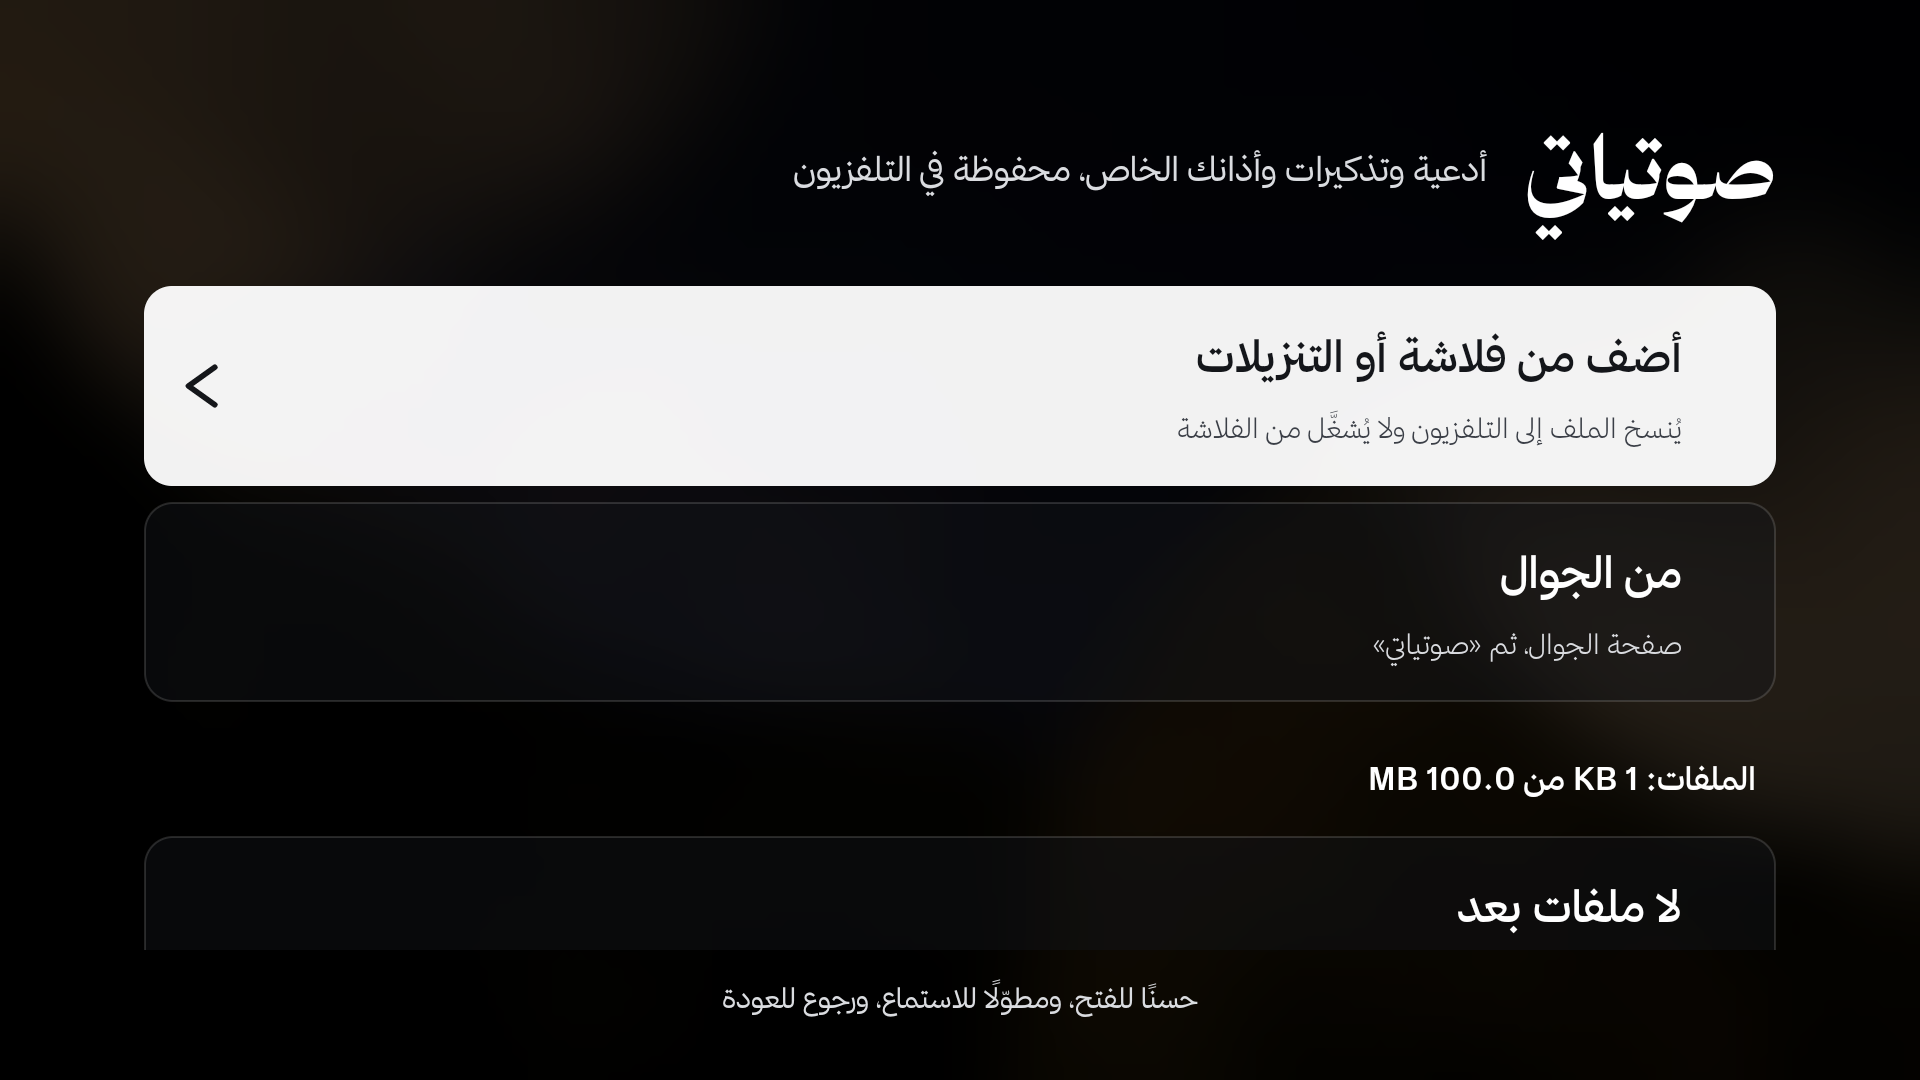 صوتياتي
أدعية وتذكيرات وأذانك الخاص، محفوظة في التلفزيون
أضف من فلاشة أو التنزيلات
يُنسخ الملف إلى التلفزيون ولا يُشغَّل من الفلاشة
من الجوال
صفحة الجوال، ثم «صوتياتي»
الملفات: 1 KB من 100.0 MB
لا ملفات بعد
حسنًا للفتح، ومطوّلًا للاستماع، ورجوع للعودة